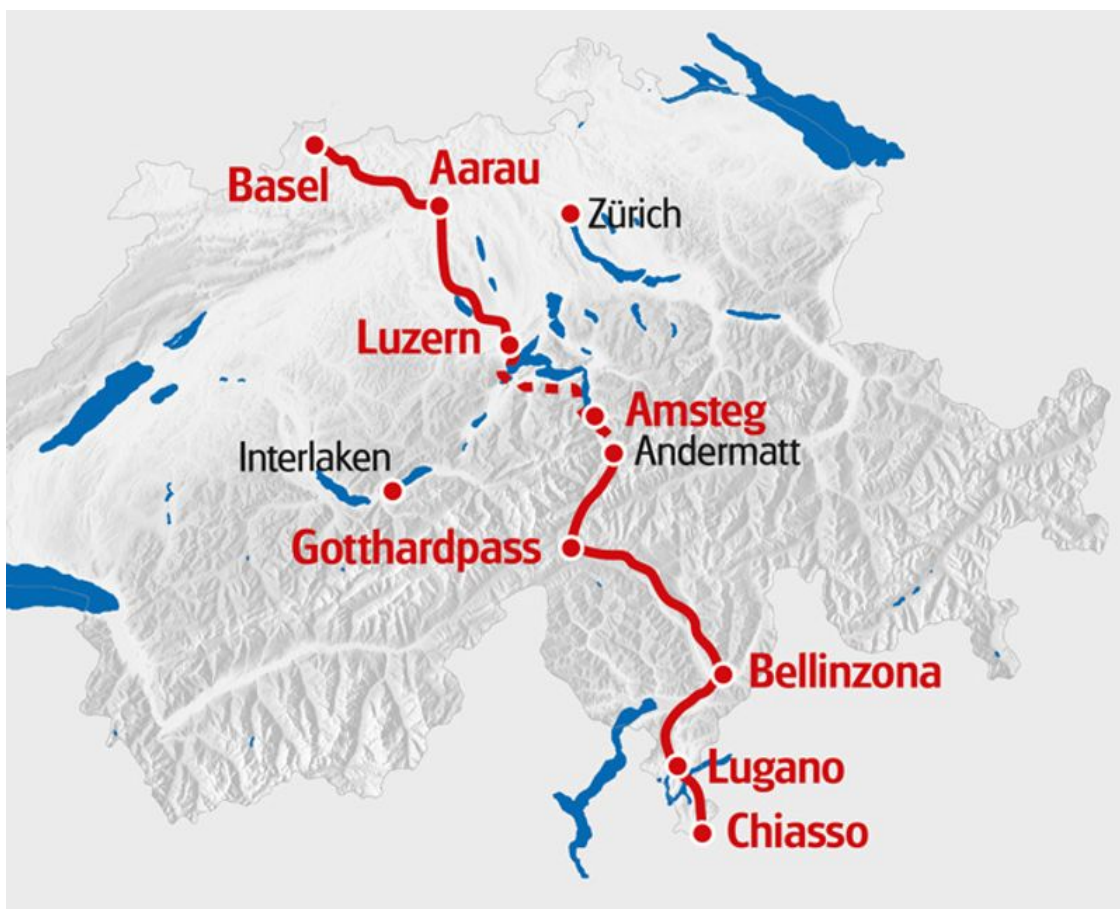 Basel
Aarau
Zürich
Luzern
Amsteg
Andermatt
Interlaken
Gotthardpass
Bellinzona
Lugano
Chiasso